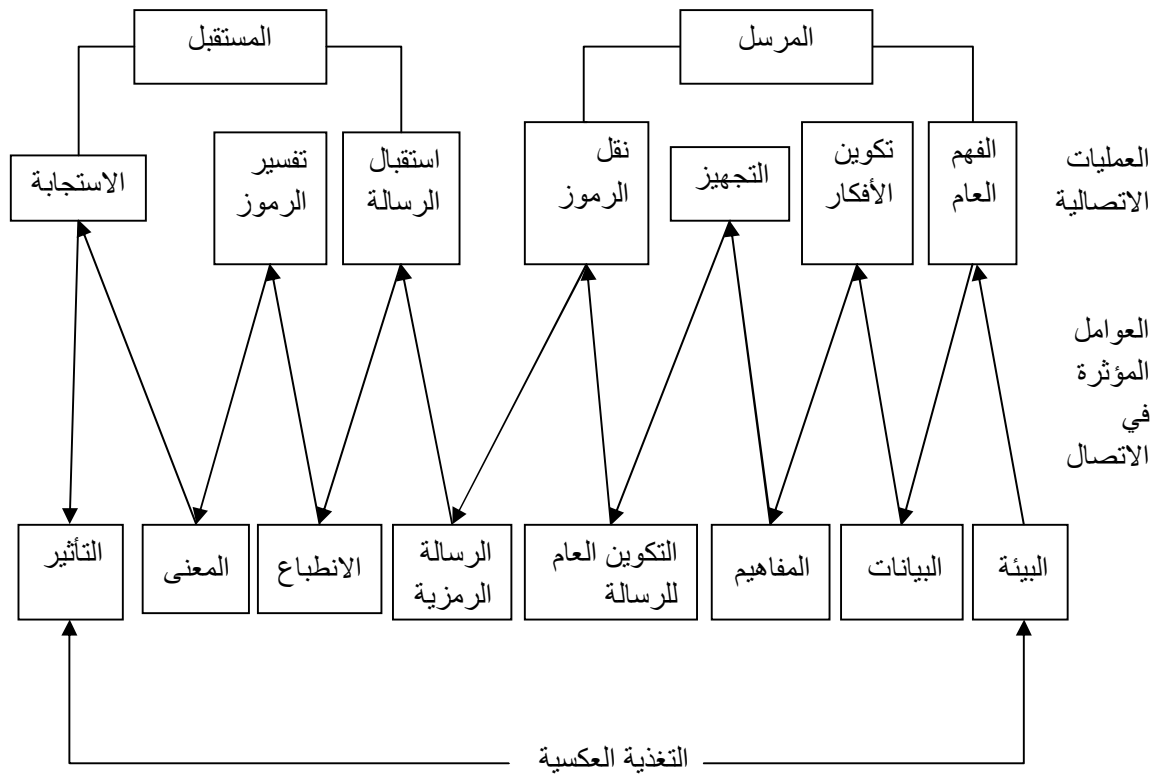 المرسل
المستقبل
العمليات
الاتصالية
الفهم
العام
تكوين
الأفكار
التجهيز
نقل
الرموز
استقبال
الرسالة
تفسير
الرموز
الاستجابة
العوامل
المؤثرة
في
الاتصال
البيئة
البيانات
المفاهيم
التكوين العام
للرسالة
الرسالة
الرمزية
الانطباع
المعنى
التأثير
التغذية العكسية